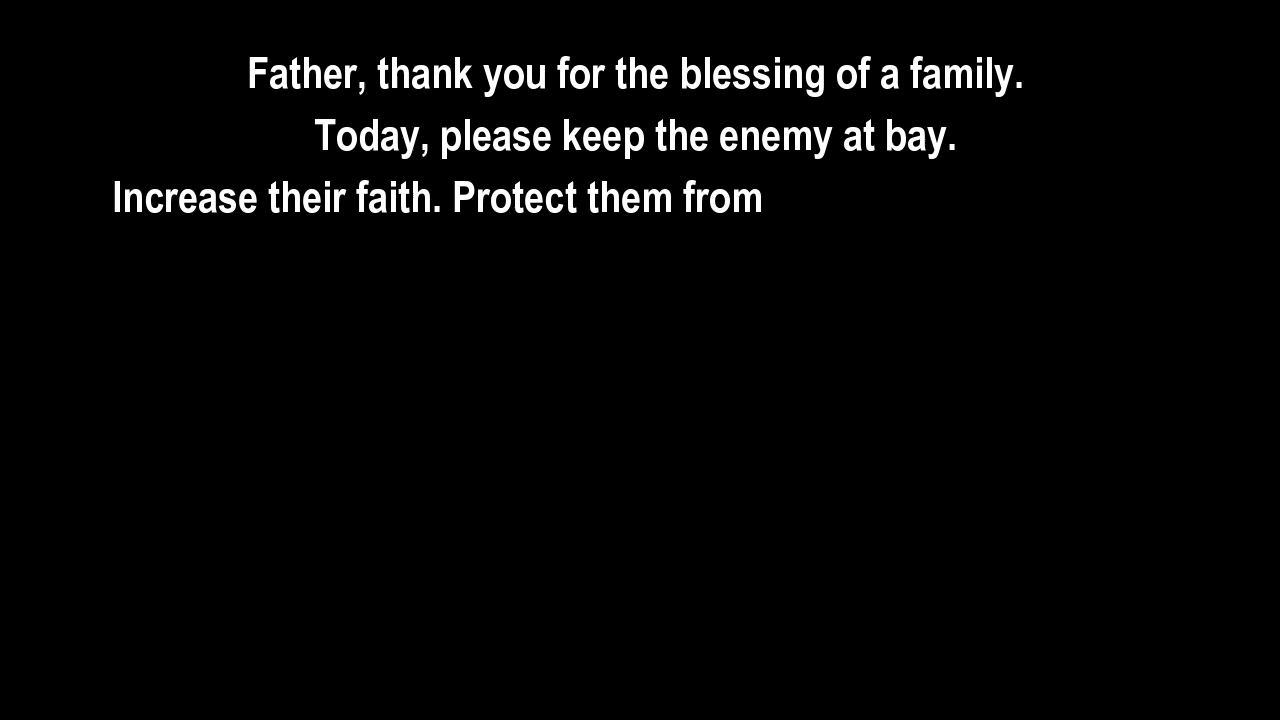 Father, thank you for the blessing of a family.
Today, please keep the enemy at bay.
Increase their faith. Protect them from